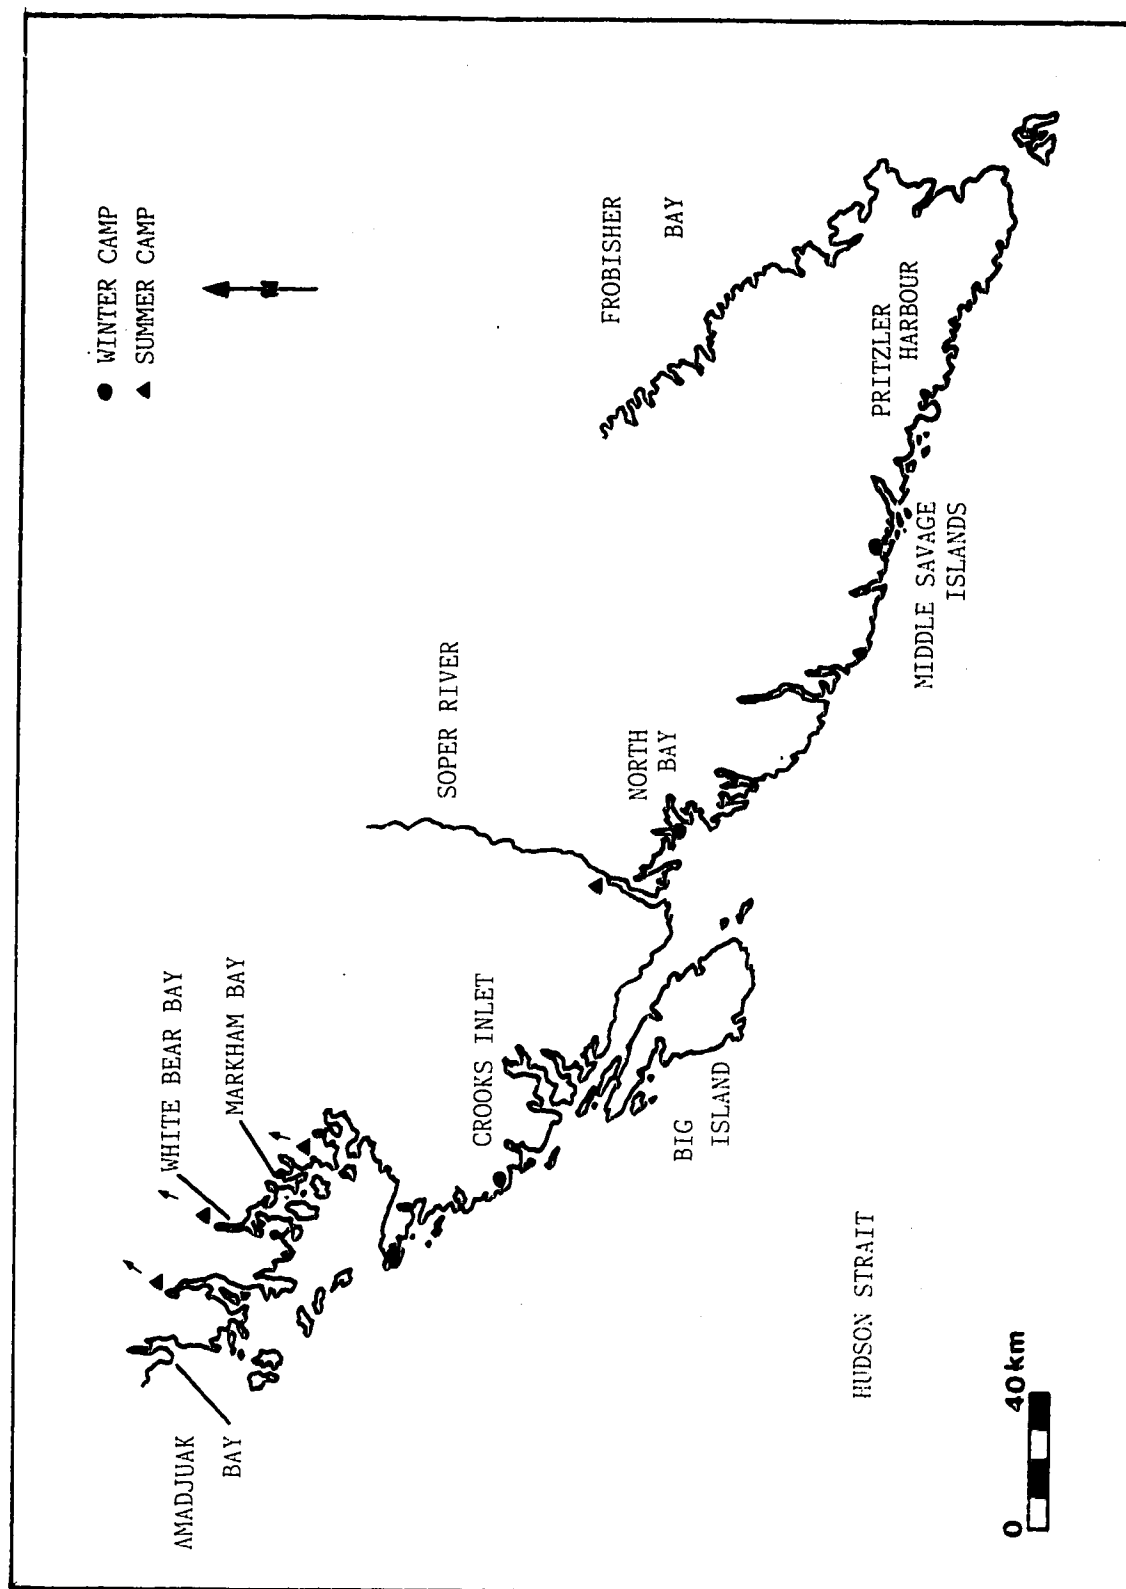 ● WINTER CAMP
▲ SUMMER CAMP
N
AMADJUAK
BAY
WHITE BEAR BAY
MARKHAM BAY
SOPER RIVER
CROOKS INLET
FROBISHER
BAY
NORTH
BAY
BIG
ISLAND
PRITZLER
HARBOUR
MIDDLE SAVAGE
ISLANDS
HUDSON STRAIT
0 40km